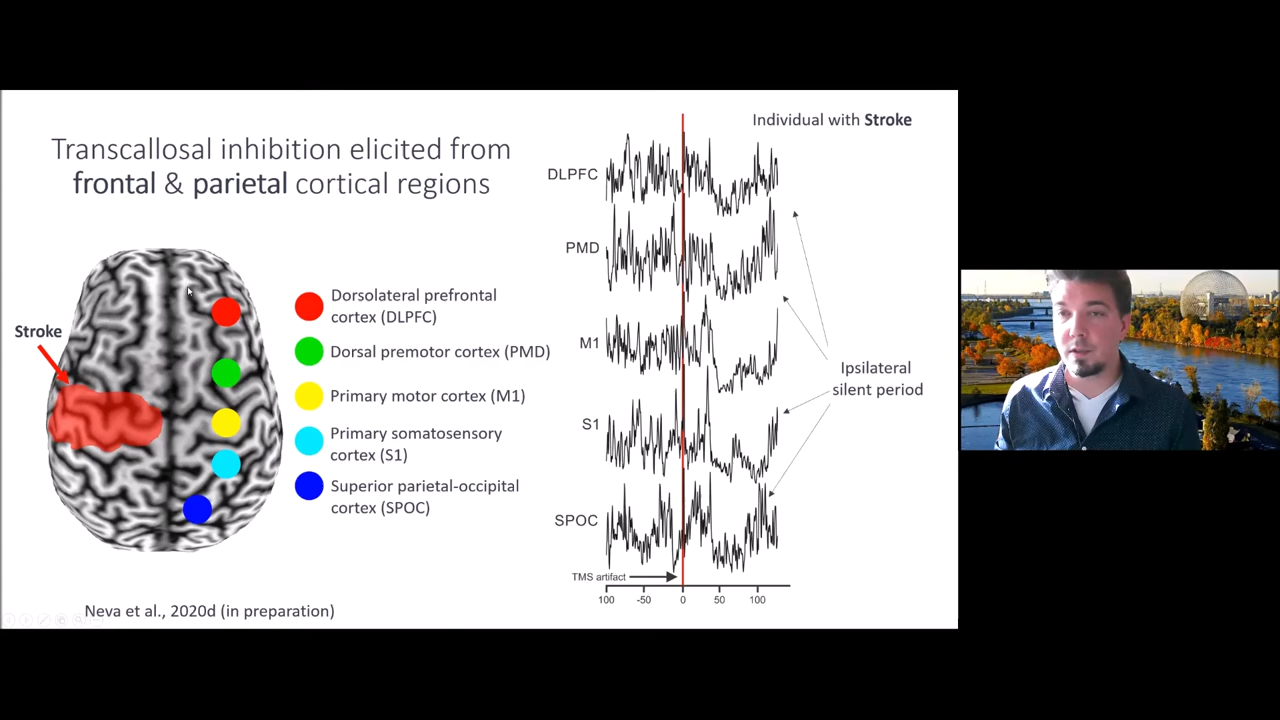 Transcallosal inhibition elicited from
frontal & parietal cortical regions
Stroke
Dorsolateral prefrontal
cortex (DLPFC)
Dorsal premotor cortex (PMD)
Primary motor cortex (M1)
Primary somatosensory
cortex (S1)
Superior parietal-occipital
cortex (SPOC)
Neva et al., 2020d (in preparation)
Individual with Stroke
DLPFC
PMD
M1
S1
SPOC
Ipsilateral
silent period
TMS artifact
100 -50 0 50 100